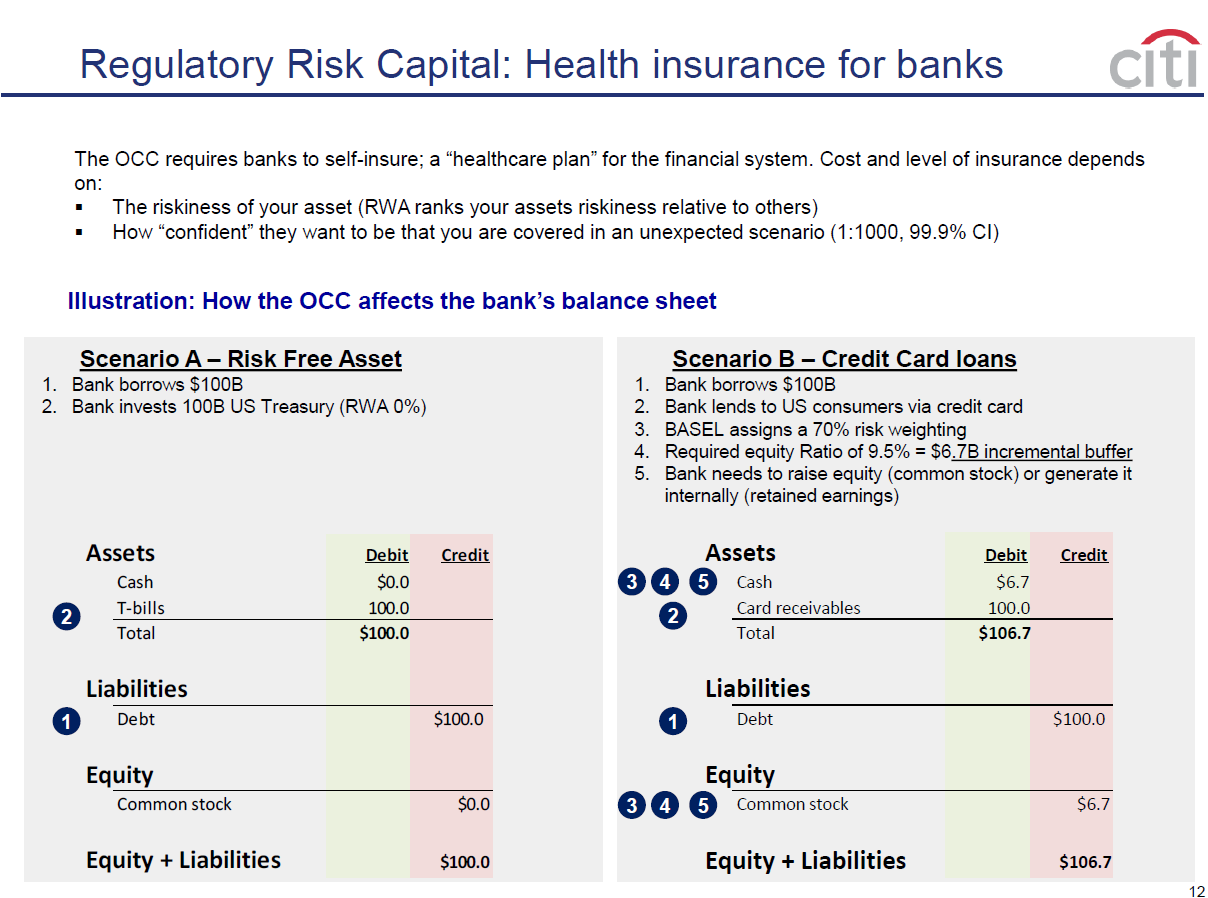 Regulatory Risk Capital: Health insurance for banks
citi
The OCC requires banks to self-insure; a “healthcare plan” for the financial system. Cost and level of insurance depends
on:
▪ The riskiness of your asset (RWA ranks your assets riskiness relative to others)
▪ How “confident” they want to be that you are covered in an unexpected scenario (1:1000, 99.9% CI)
Illustration: How the OCC affects the bank’s balance sheet
Scenario A – Risk Free Asset
1. Bank borrows $100B
2. Bank invests 100B US Treasury (RWA 0%)
Assets Debit Credit
Cash $0.0
2 T-bills 100.0
Total $100.0
Liabilities
1 Debt $100.0
Equity
Common stock $0.0
Equity + Liabilities $100.0
Scenario B – Credit Card loans
1. Bank borrows $100B
2. Bank lends to US consumers via credit card
3. BASEL assigns a 70% risk weighting
4. Required equity Ratio of 9.5% = $6.7B incremental buffer
5. Bank needs to raise equity (common stock) or generate it
internally (retained earnings)
Assets Debit Credit
3 4 5 Cash $6.7
2 Card receivables 100.0
Total $106.7
Liabilities
1 Debt $100.0
Equity
3 4 5 Common stock $6.7
Equity + Liabilities $106.7
12